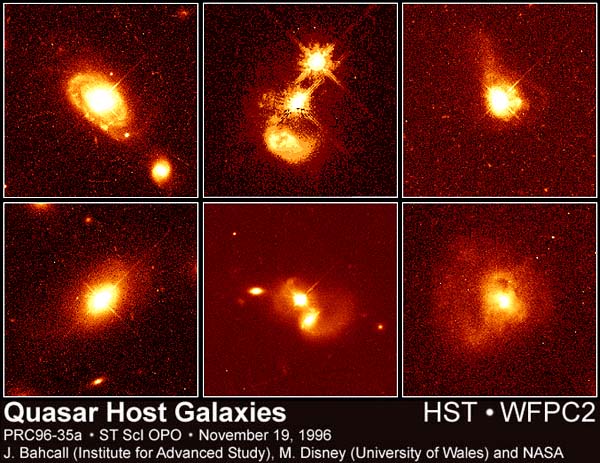 Quasar Host Galaxies HST • WFPC2
PRC96-35a • ST ScI OPO • November 19, 1996
J. Bahcall (Institute for Advanced Study), M. Disney (University of Wales) and NASA